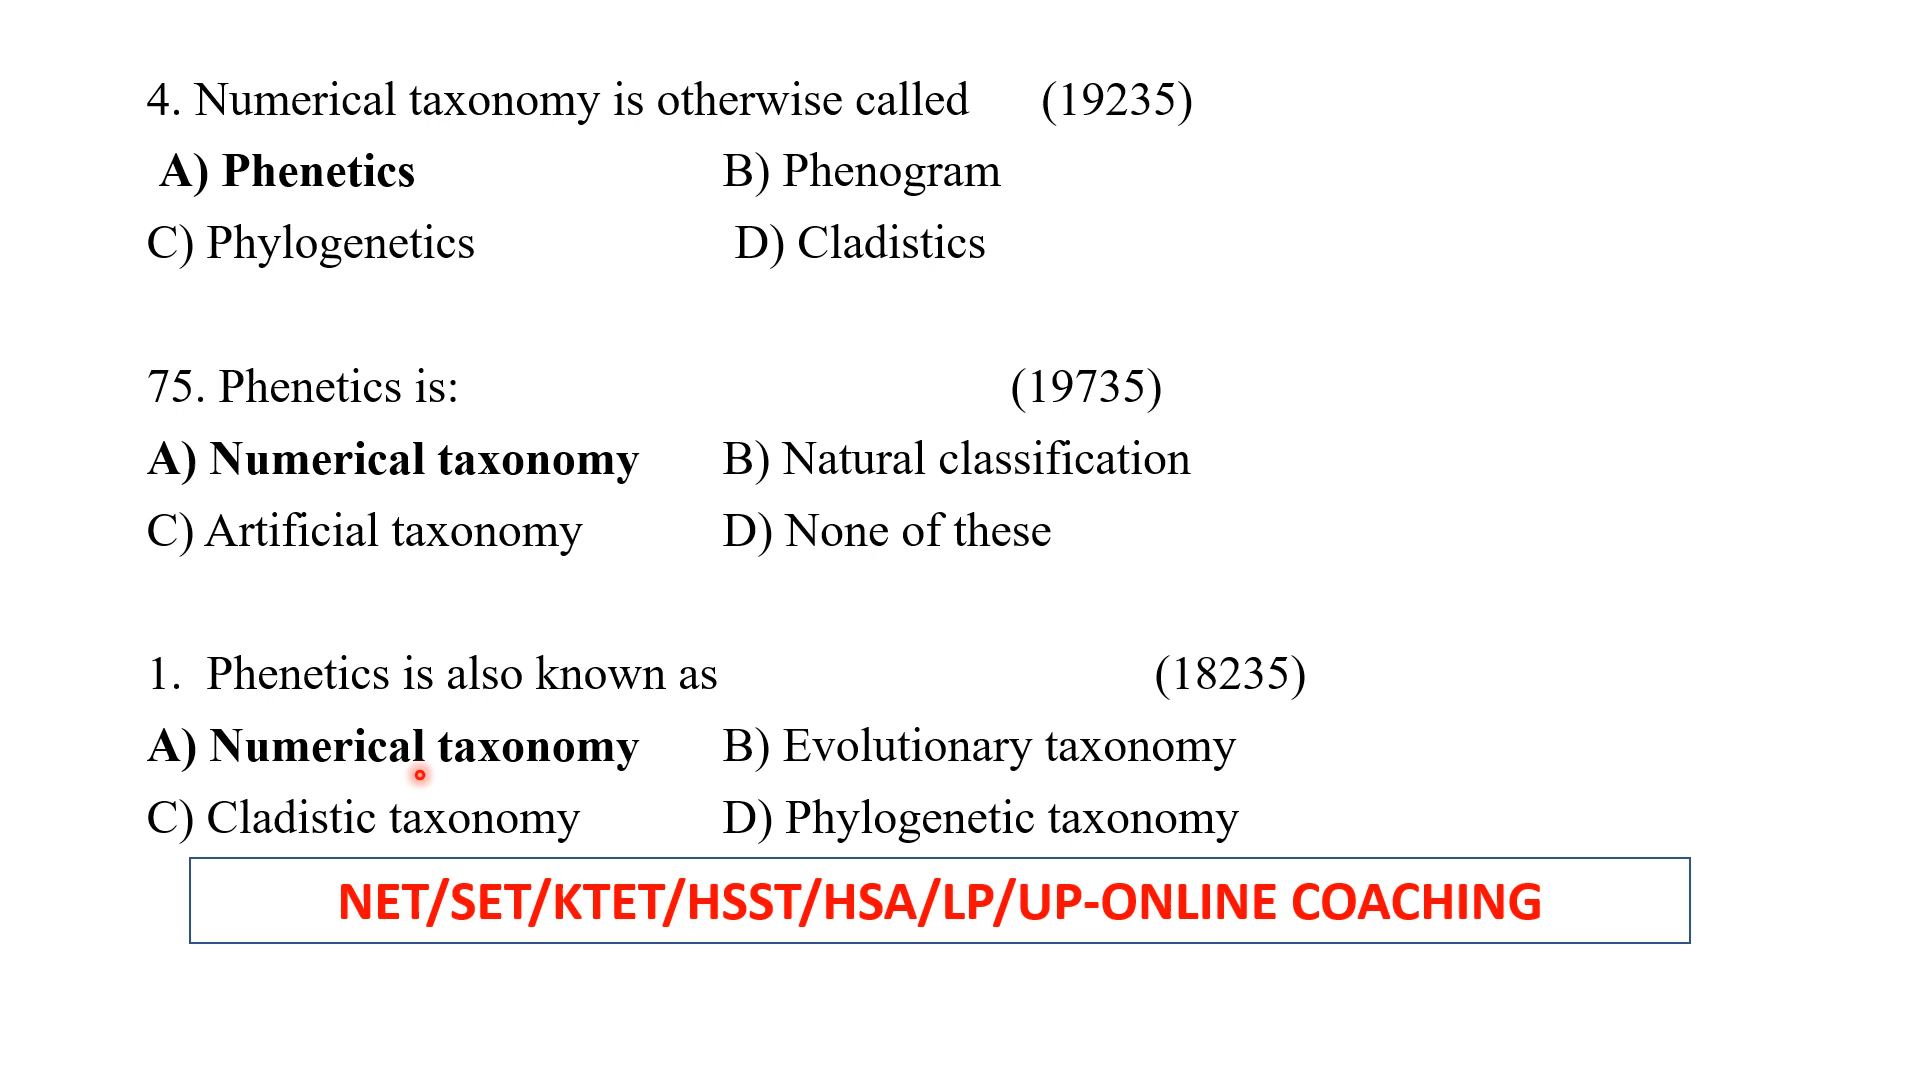 4. Numerical taxonomy is otherwise called (19235)
A) Phenetics B) Phenogram
C) Phylogenetics D) Cladistics
75. Phenetics is: (19735)
A) Numerical taxonomy B) Natural classification
C) Artificial taxonomy D) None of these
1. Phenetics is also known as (18235)
A) Numerical taxonomy B) Evolutionary taxonomy
C) Cladistic taxonomy D) Phylogenetic taxonomy
NET/SET/KTET/HSST/HSA/LP/UP-ONLINE COACHING